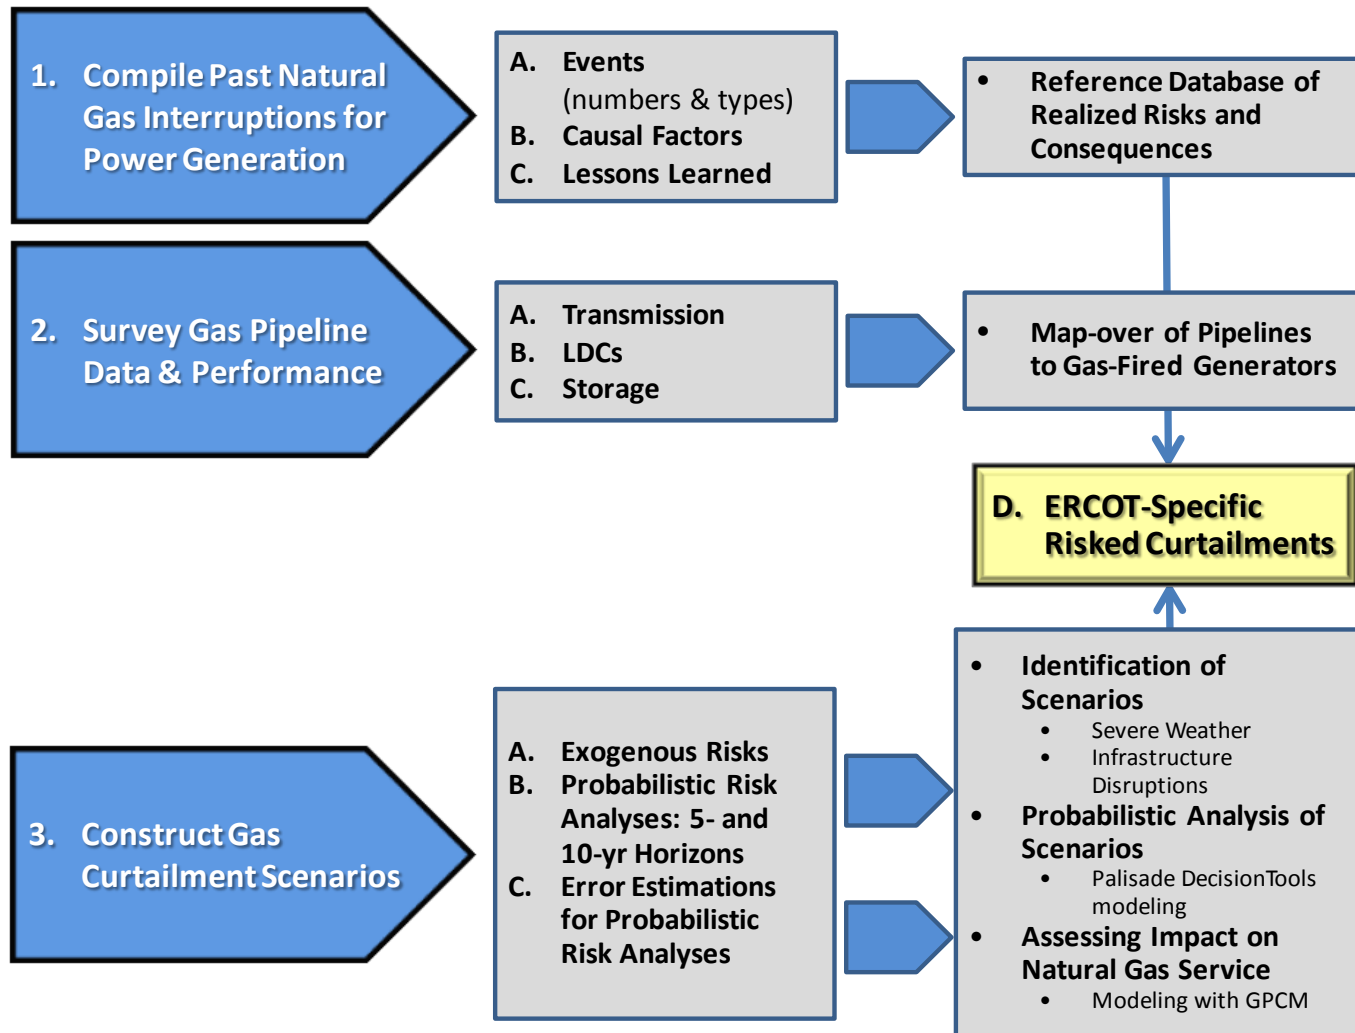 1. Compile Past Natural
Gas Interruptions for
Power Generation
A. Events
(numbers & types)
B. Causal Factors
C. Lessons Learned
• Reference Database of
Realized Risks and
Consequences
2. Survey Gas Pipeline
Data & Performance
A. Transmission
B. LDCs
C. Storage
• Map-over of Pipelines
to Gas-Fired Generators
D. ERCOT-Specific
Risked Curtailments
3. Construct Gas
Curtailment Scenarios
A. Exogenous Risks
B. Probabilistic Risk
Analyses: 5- and
10-yr Horizons
C. Error Estimations
for Probabilistic
Risk Analyses
• Identification of
Scenarios
• Severe Weather
• Infrastructure
Disruptions
• Probabilistic Analysis of
Scenarios
• Palisade DecisionTools
modeling
• Assessing Impact on
Natural Gas Service
• Modeling with GPCM